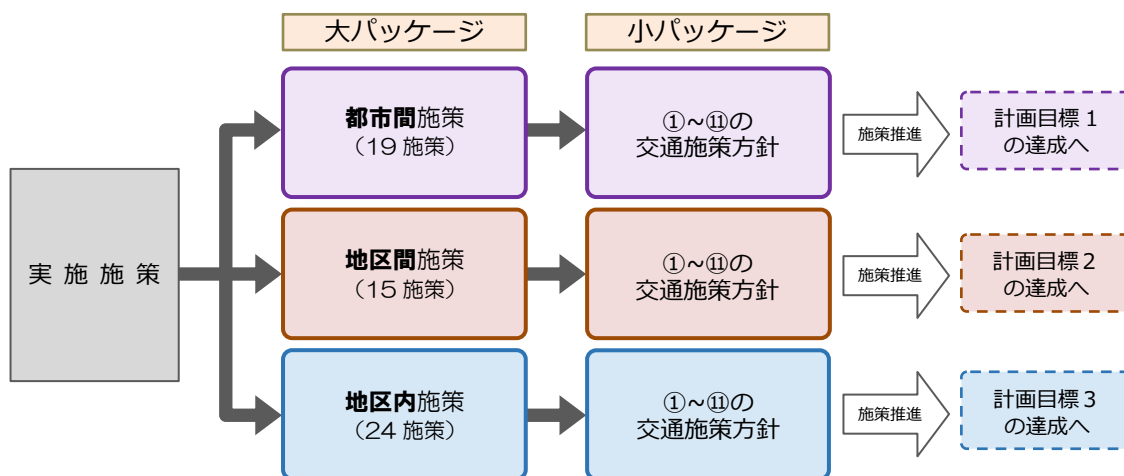 大パッケージ
小パッケージ
実施施策
都市間施策
（19 施策）
①~⑪の
交通施策方針
施策推進
計画目標１
の達成へ
地区間施策
（15 施策）
①~⑪の
交通施策方針
施策推進
計画目標２
の達成へ
地区内施策
（24 施策）
①~⑪の
交通施策方針
施策推進
計画目標３
の達成へ